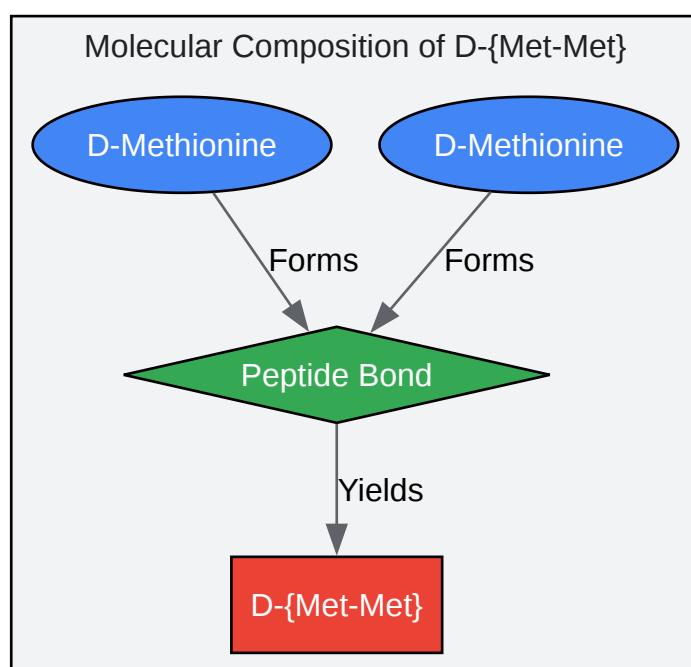 Molecular Composition of D-{Met-Met}
D-Methionine
D-Methionine
Forms
Forms
Peptide Bond
Yields
D-{Met-Met}